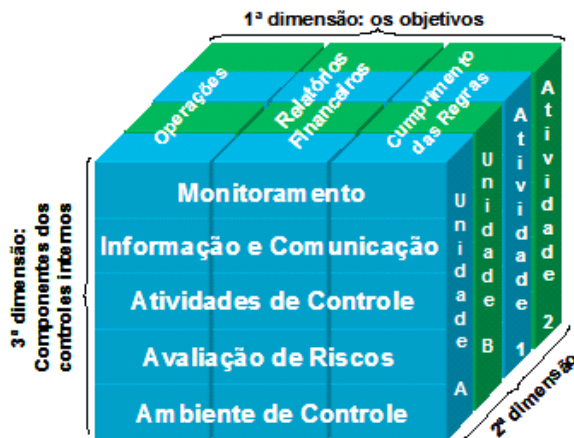 1ª dimensão: os objetivos
Operações
Relatórios
Financeiros
Cumprimento
das Regras
Monitoramento
Informação e Comunicação
Atividades de Controle
Avaliação de Riscos
Ambiente de Controle
Unidade A
Unidade B
Atividade 1
Atividade 2
3ª dimensão:
Componentes dos
controles internos
2ª dimensão